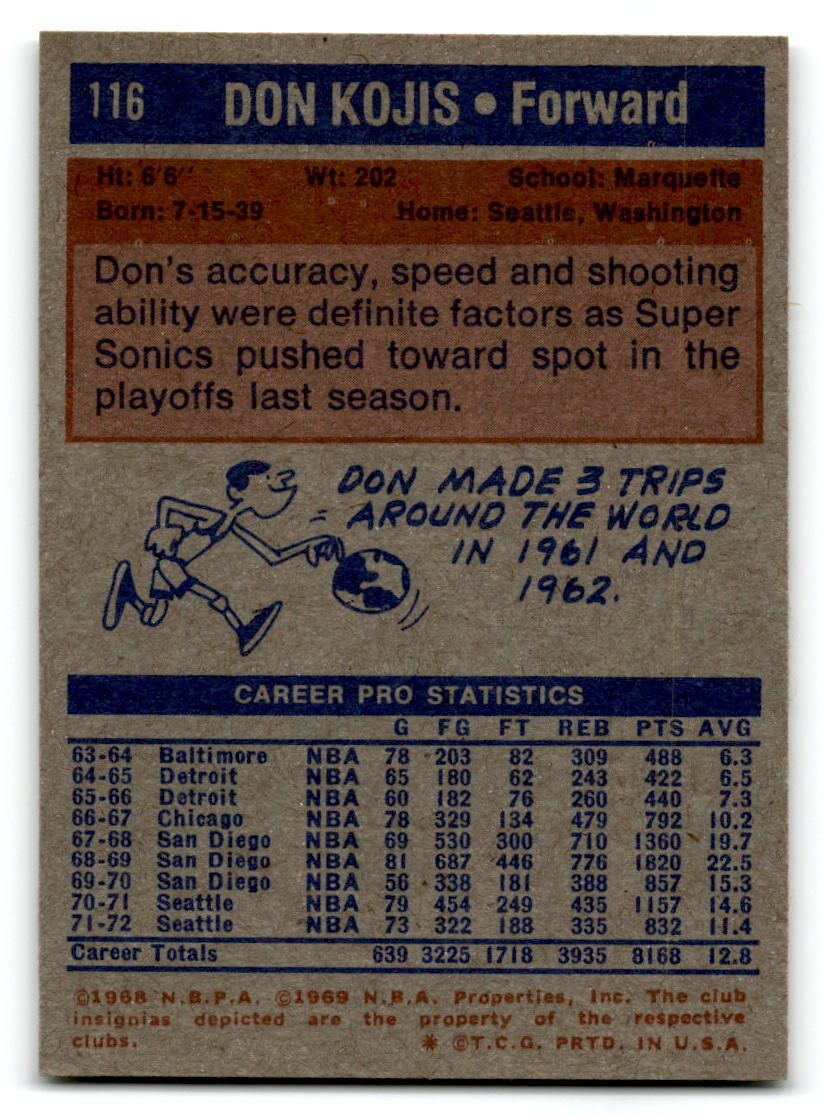 116 DON KOJIS • Forward
Ht: 6'6" Wt: 202 School: Marquette
Born: 7-15-39 Home: Seattle, Washington
Don's accuracy, speed and shooting
ability were definite factors as Super
Sonics pushed toward spot in the
playoffs last season.
DON MADE 3 TRIPS
AROUND THE WORLD
IN 1961 AND
1962.
CAREER PRO STATISTICS
G FG FT REB PTS AVG
63-64 Baltimore NBA 78 203 82 309 488 6.3
64-65 Detroit NBA 65 180 62 243 422 6.5
65-66 Detroit NBA 60 182 76 260 440 7.3
66-67 Chicago NBA 78 329 134 479 792 10.2
67-68 San Diego NBA 69 530 300 710 1360 19.7
68-69 San Diego NBA 81 687 446 776 1820 22.5
69-70 San Diego NBA 56 338 181 388 857 15.3
70-71 Seattle NBA 79 454 249 435 1157 14.6
71-72 Seattle NBA 73 322 188 335 832 11.4
Career Totals 639 3225 1718 3935 8168 12.8
©1968 N.B.P.A. ©1969 N.B.A. Properties, Inc. The club
insignias depicted are the property of the respective
clubs. * ©T.C.G. PRTD. IN U.S.A.